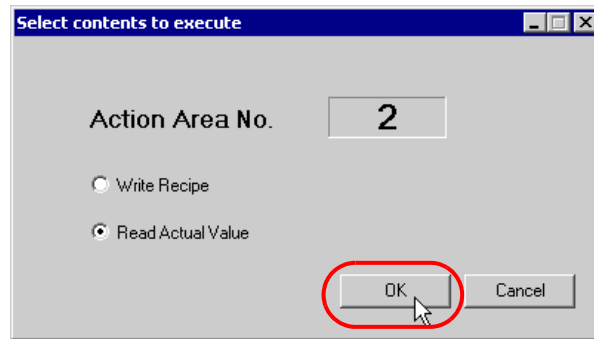 Select contents to execute
Action Area No. 2
Write Recipe
Read Actual Value
OK Cancel